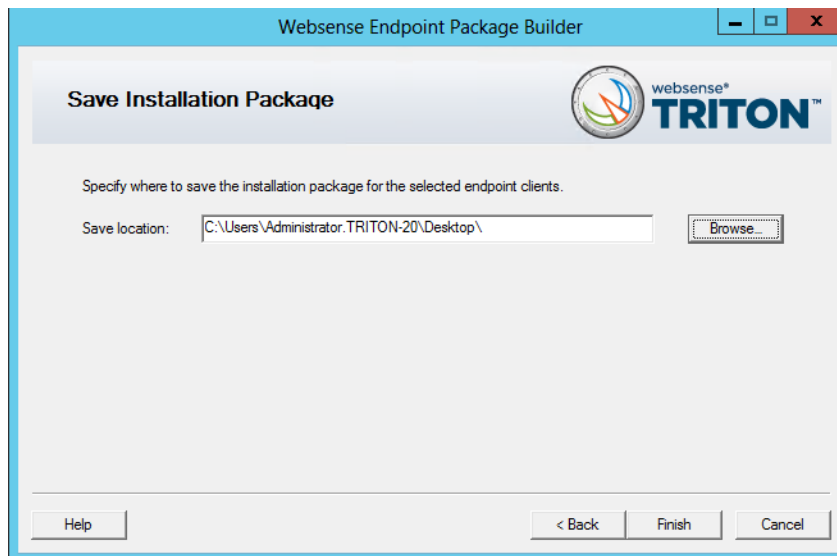 Websense Endpoint Package Builder
Save Installation Package
websense®
TRITON™
Specify where to save the installation package for the selected endpoint clients.
Save location: C:\Users\Administrator.TRITON-20\Desktop\ Browse...
Help < Back Finish Cancel